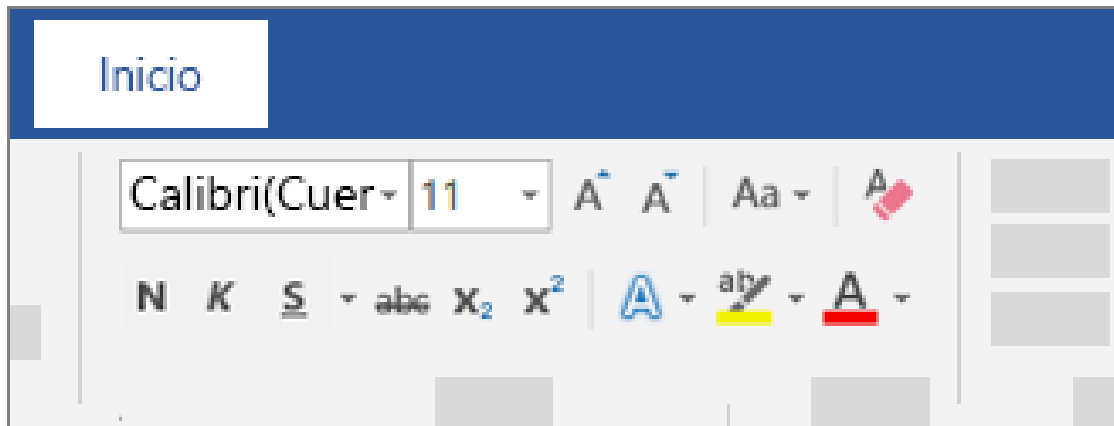 Inicio
Calibri(Cuer 11 A A Aa A
N K S abc X₂ X² A ab A